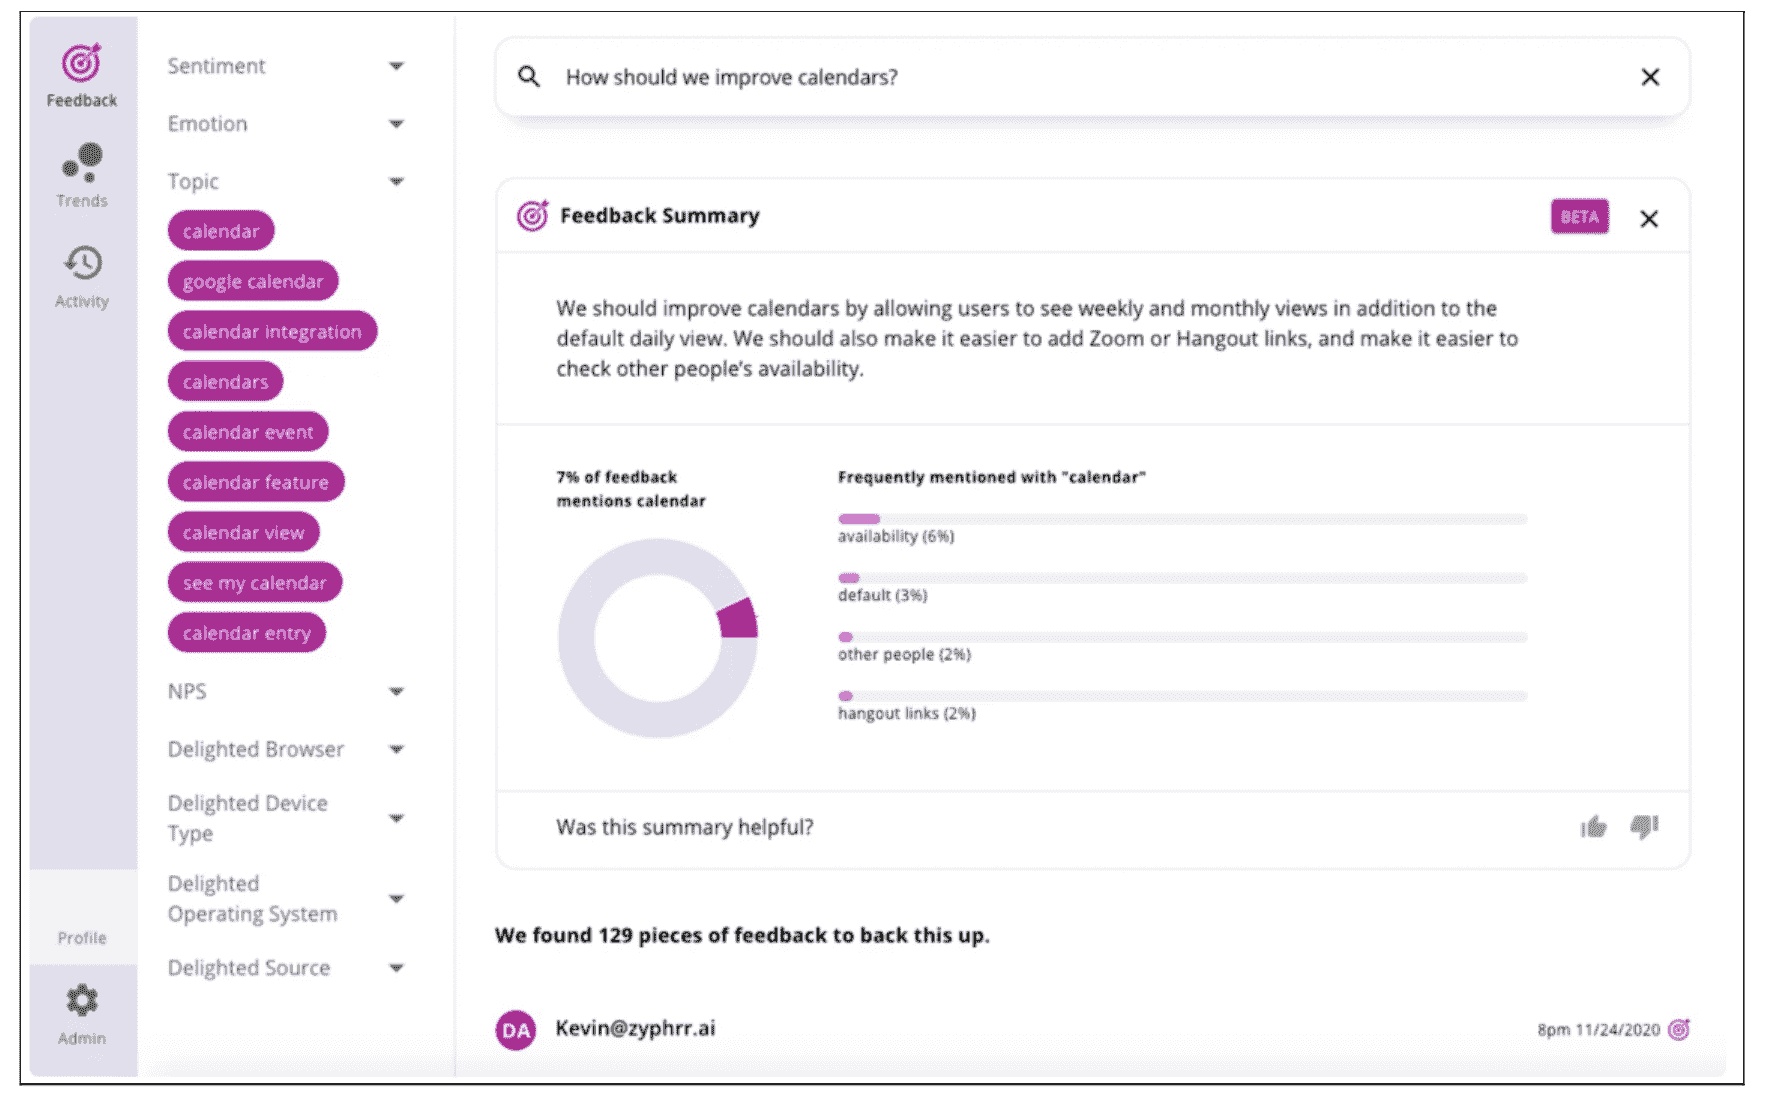 Feedback
Trends
Activity
Profile
Admin
Sentiment
Emotion
Topic
calendar
google calendar
calendar integration
calendars
calendar event
calendar feature
calendar view
see my calendar
calendar entry
NPS
Delighted Browser
Delighted Device
Type
Delighted
Operating System
Delighted Source
How should we improve calendars?
Feedback Summary
BETA
We should improve calendars by allowing users to see weekly and monthly views in addition to the
default daily view. We should also make it easier to add Zoom or Hangout links, and make it easier to
check other people's availability.
7% of feedback
mentions calendar
Frequently mentioned with "calendar"
availability (6%)
default (3%)
other people (2%)
hangout links (2%)
Was this summary helpful?
We found 129 pieces of feedback to back this up.
DA
Kevin@zyphrr.ai
8pm 11/24/2020